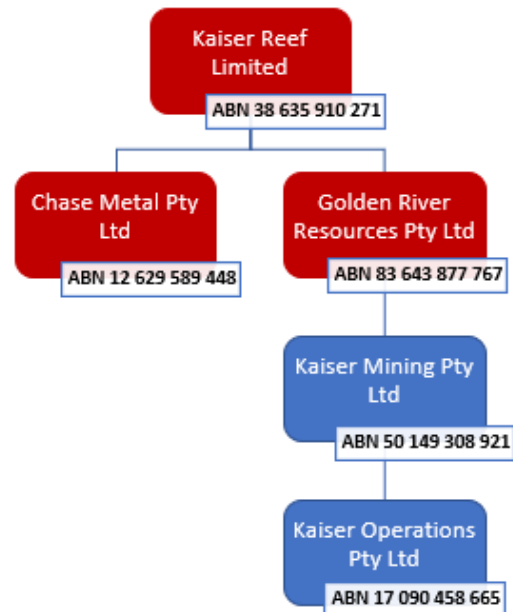 Kaiser Reef
Limited
ABN 38 635 910 271
Chase Metal Pty
Ltd
ABN 12 629 589 448
Golden River
Resources Pty Ltd
ABN 83 643 877 767
Kaiser Mining Pty
Ltd
ABN 50 149 308 921
Kaiser Operations
Pty Ltd
ABN 17 090 458 665